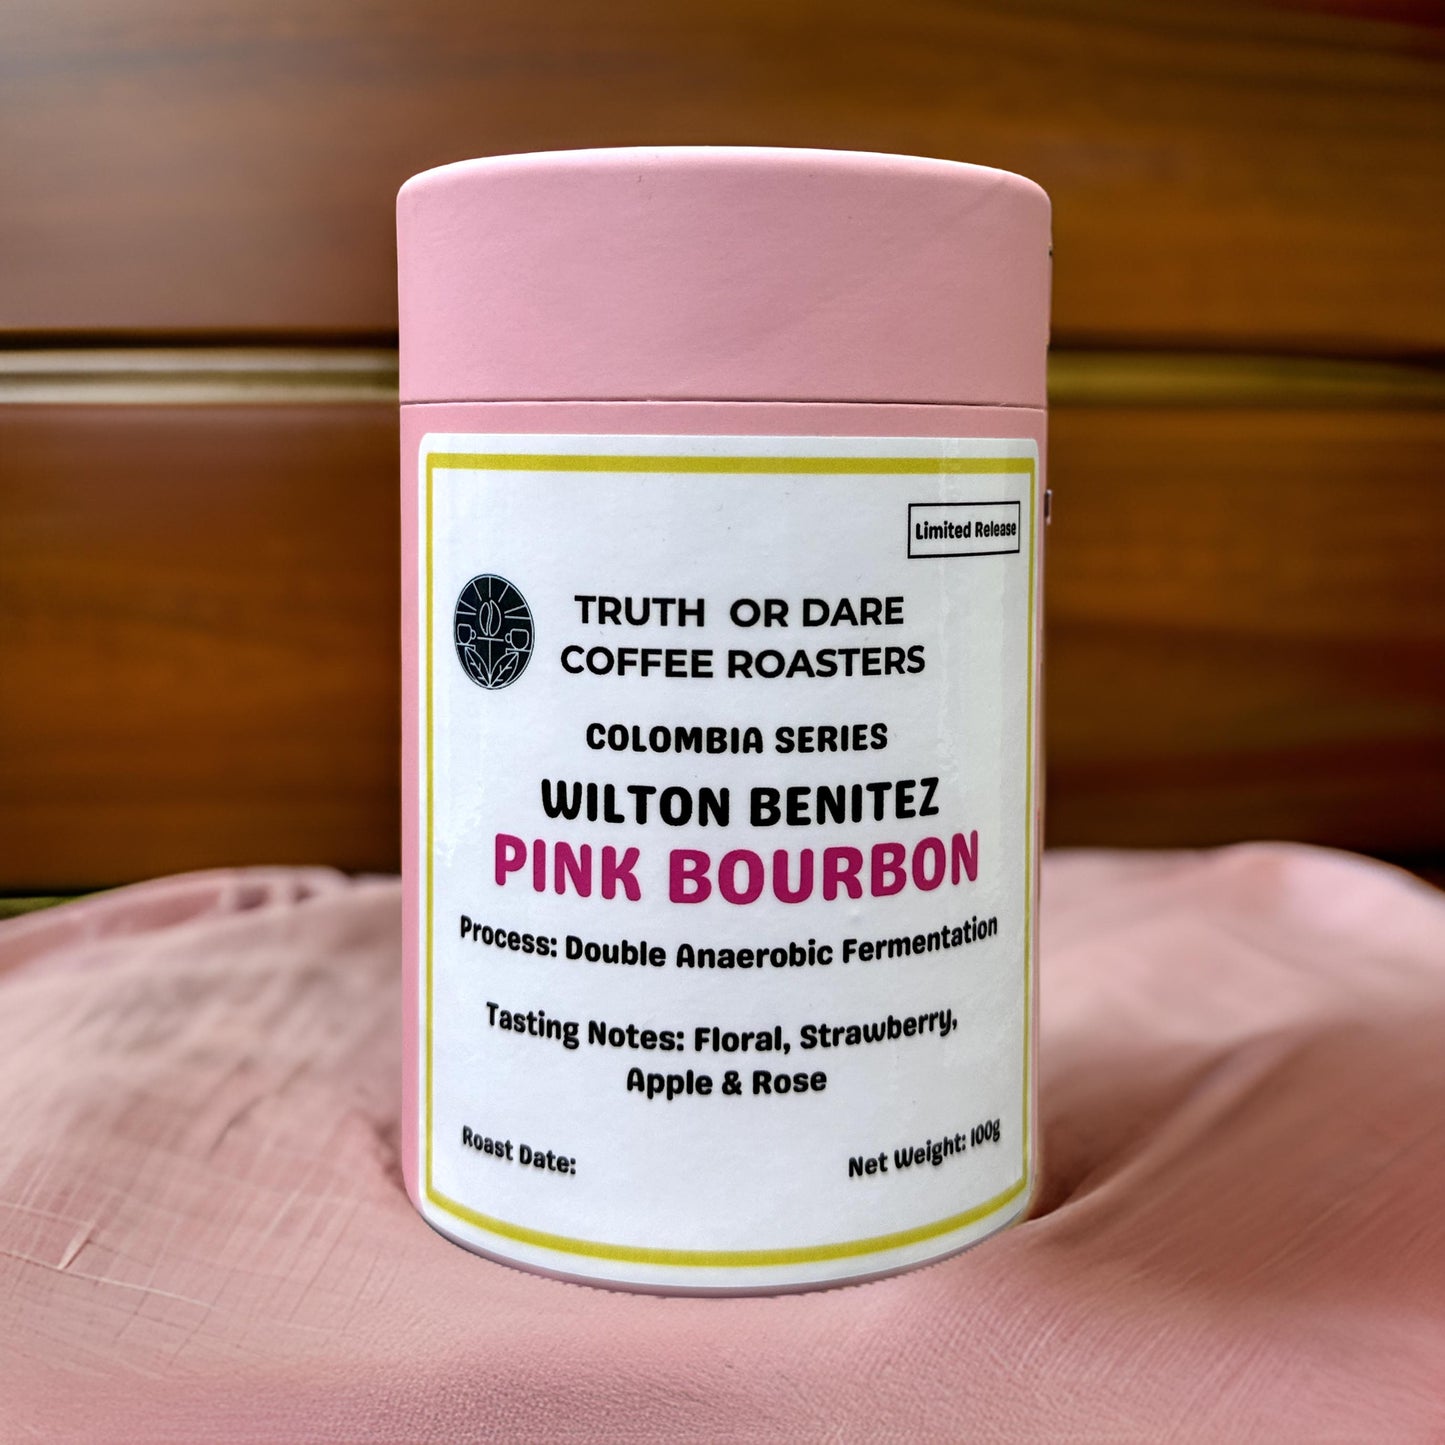 Limited Release
TRUTH OR DARE
COFFEE ROASTERS
COLOMBIA SERIES
WILTON BENITEZ
PINK BOURBON
Process: Double Anaerobic Fermentation
Tasting Notes: Floral, Strawberry,
Apple & Rose
Roast Date:
Net Weight: 100g